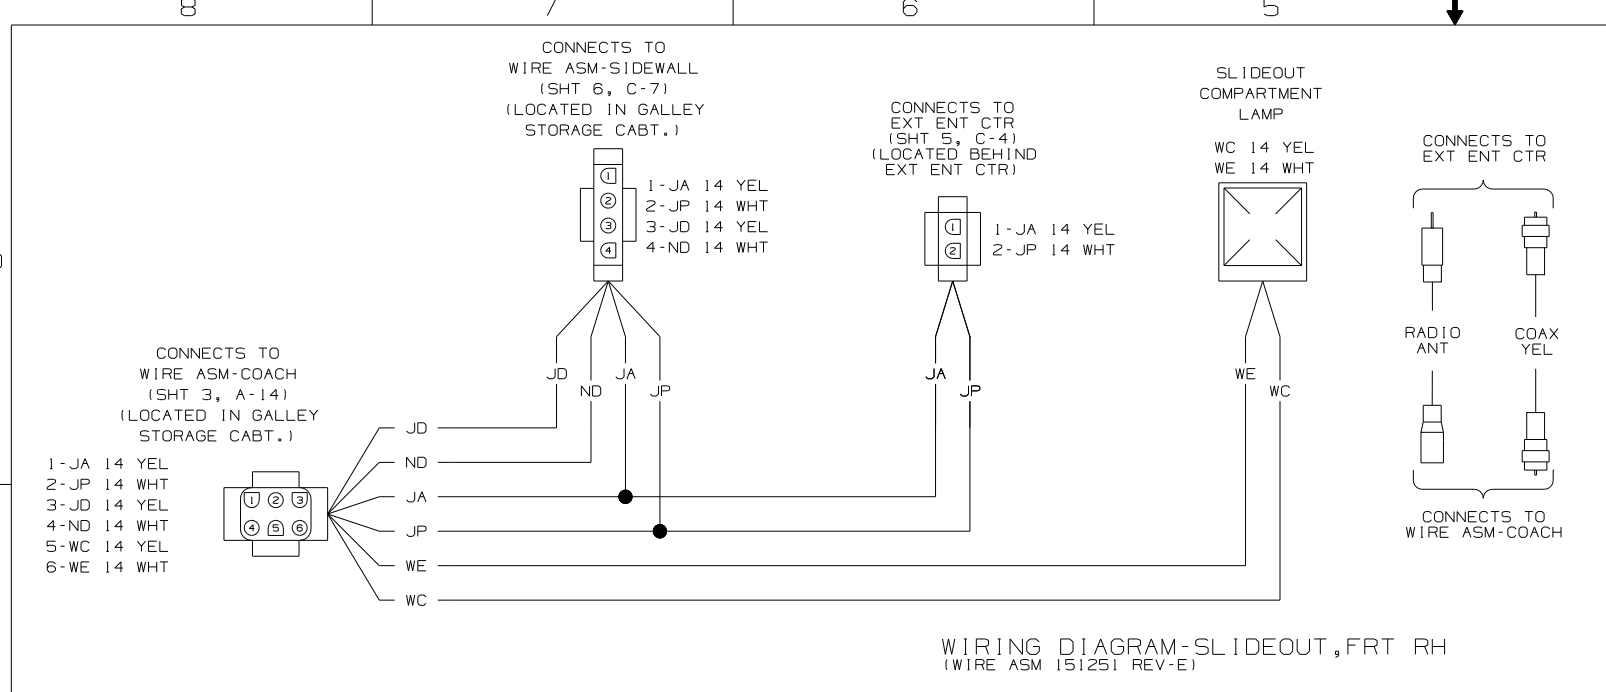 8 7 6 5
CONNECTS TO
WIRE ASM-SIDEWALL
(SHT 6, C-7)
(LOCATED IN GALLEY
STORAGE CABT.)
1
2
3
4
1-JA 14 YEL
2-JP 14 WHT
3-JD 14 YEL
4-ND 14 WHT
JD
ND
JA
JP
CONNECTS TO
EXT ENT CTR
(SHT 5, C-4)
(LOCATED BEHIND
EXT ENT CTR)
1
2
1-JA 14 YEL
2-JP 14 WHT
JA
JP
SLIDEOUT
COMPARTMENT
LAMP
WC 14 YEL
WE 14 WHT
WE
WC
CONNECTS TO
EXT ENT CTR
RADIO
ANT
COAX
YEL
CONNECTS TO
WIRE ASM-COACH
CONNECTS TO
WIRE ASM-COACH
(SHT 3, A-14)
(LOCATED IN GALLEY
STORAGE CABT.)
1-JA 14 YEL
2-JP 14 WHT
3-JD 14 YEL
4-ND 14 WHT
5-WC 14 YEL
6-WE 14 WHT
1 2 3
4 5 6
JD
ND
JA
JP
WE
WC
WIRING DIAGRAM-SLIDEOUT,FRT RH
(WIRE ASM 151251 REV-E)